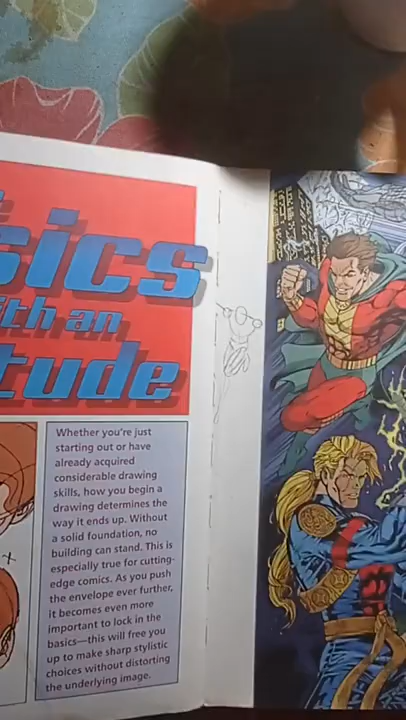 sics
ith an
tude
Whether you're just
starting out or have
already acquired
considerable drawing
skills, how you begin a
drawing determines the
way it ends up. Without
a solid foundation, no
building can stand. This is
especially true for cutting-
edge comics. As you push
the envelope ever further,
it becomes even more
important to lock in the
basics—this will free you
up to make sharp stylistic
choices without distorting
the underlying image.